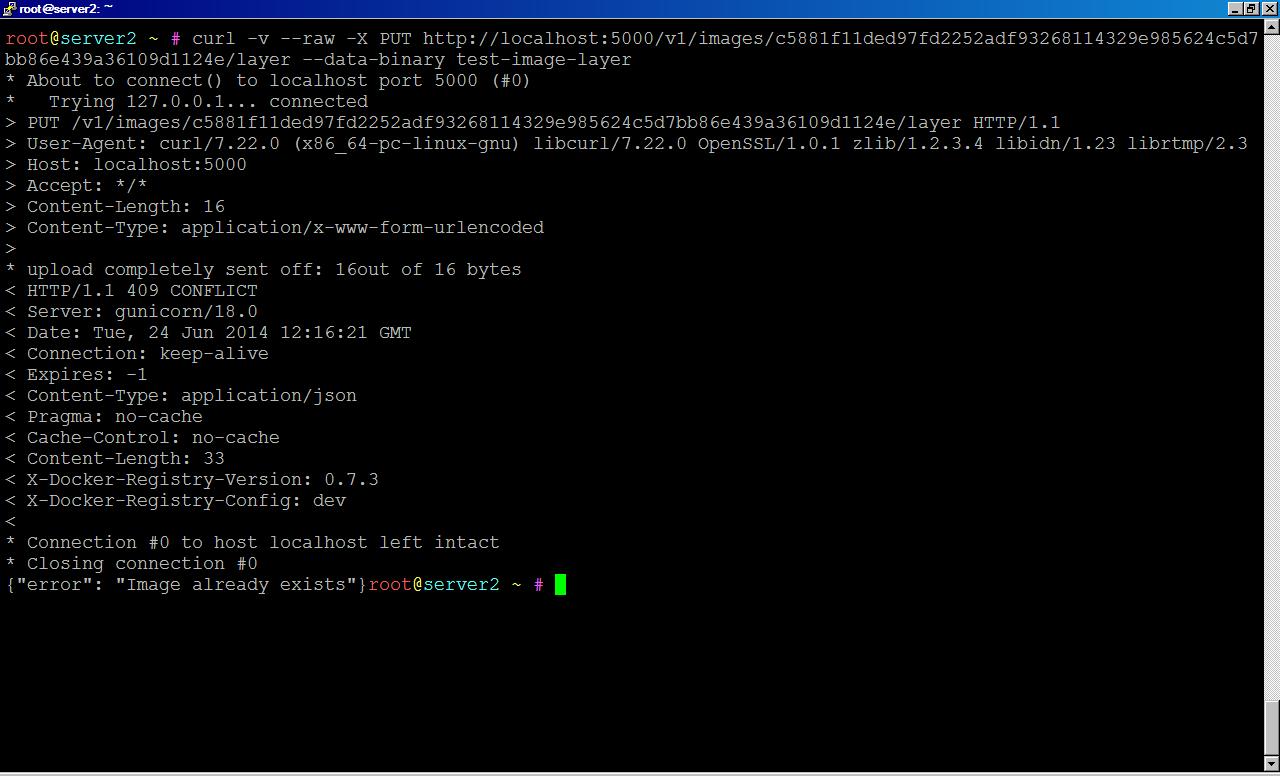 root@server2: ~
root@server2 ~ # curl -v --raw -X PUT http://localhost:5000/v1/images/c5881f11ded97fd2252adf93268114329e985624c5d7
bb86e439a36109d1124e/layer --data-binary test-image-layer
* About to connect() to localhost port 5000 (#0)
*   Trying 127.0.0.1... connected
> PUT /v1/images/c5881f11ded97fd2252adf93268114329e985624c5d7bb86e439a36109d1124e/layer HTTP/1.1
> User-Agent: curl/7.22.0 (x86_64-pc-linux-gnu) libcurl/7.22.0 OpenSSL/1.0.1 zlib/1.2.3.4 libidn/1.23 librtmp/2.3
> Host: localhost:5000
> Accept: */*
> Content-Length: 16
> Content-Type: application/x-www-form-urlencoded
>
* upload completely sent off: 16out of 16 bytes
< HTTP/1.1 409 CONFLICT
< Server: gunicorn/18.0
< Date: Tue, 24 Jun 2014 12:16:21 GMT
< Connection: keep-alive
< Expires: -1
< Content-Type: application/json
< Pragma: no-cache
< Cache-Control: no-cache
< Content-Length: 33
< X-Docker-Registry-Version: 0.7.3
< X-Docker-Registry-Config: dev
<
* Connection #0 to host localhost left intact
* Closing connection #0
{"error": "Image already exists"}root@server2 ~ #